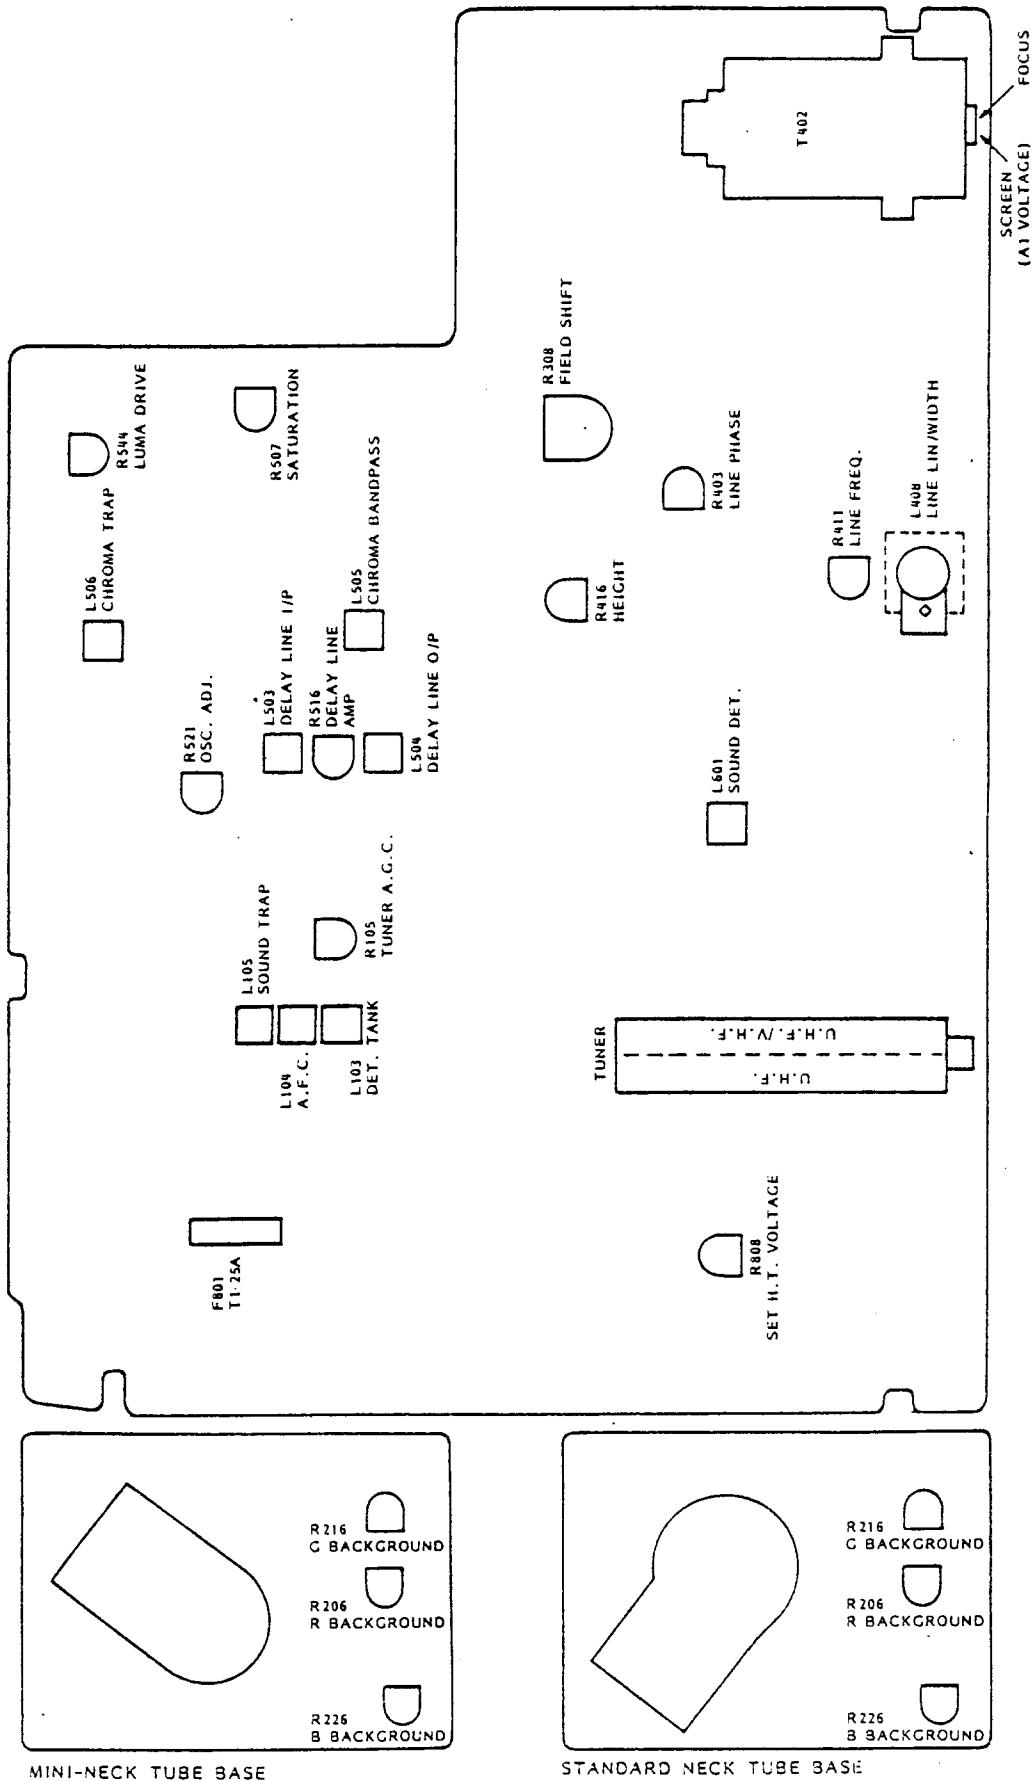 R544
LUMA DRIVE
L506
CHROMA TRAP
R507
SATURATION
R521
OSC. ADJ.
L503
DELAY LINE I/P
R516
DELAY LINE
AMP
L505
CHROMA BANDPASS
L504
DELAY LINE O/P
L105
SOUND TRAP
L104
A.F.C.
L103
DET. TANK
R105
TUNER A.G.C.
F801
T1·25A
T402
FOCUS
SCREEN
(A1 VOLTAGE)
R308
FIELD SHIFT
R403
LINE PHASE
R416
HEIGHT
R411
LINE FREQ.
L408
LINE LIN/WIDTH
L601
SOUND DET.
TUNER
U.H.F./V.H.F.
U.H.F.
R808
SET H.T. VOLTAGE
R216
G BACKGROUND
R206
R BACKGROUND
R226
B BACKGROUND
MINI-NECK TUBE BASE
R216
G BACKGROUND
R206
R BACKGROUND
R226
B BACKGROUND
STANDARD NECK TUBE BASE